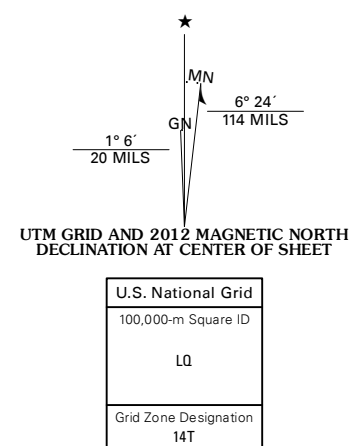 ★
MN
GN
6° 24´
114 MILS
1° 6´
20 MILS
UTM GRID AND 2012 MAGNETIC NORTH
DECLINATION AT CENTER OF SHEET
U.S. National Grid
100,000-m Square ID
LQ
Grid Zone Designation
14T